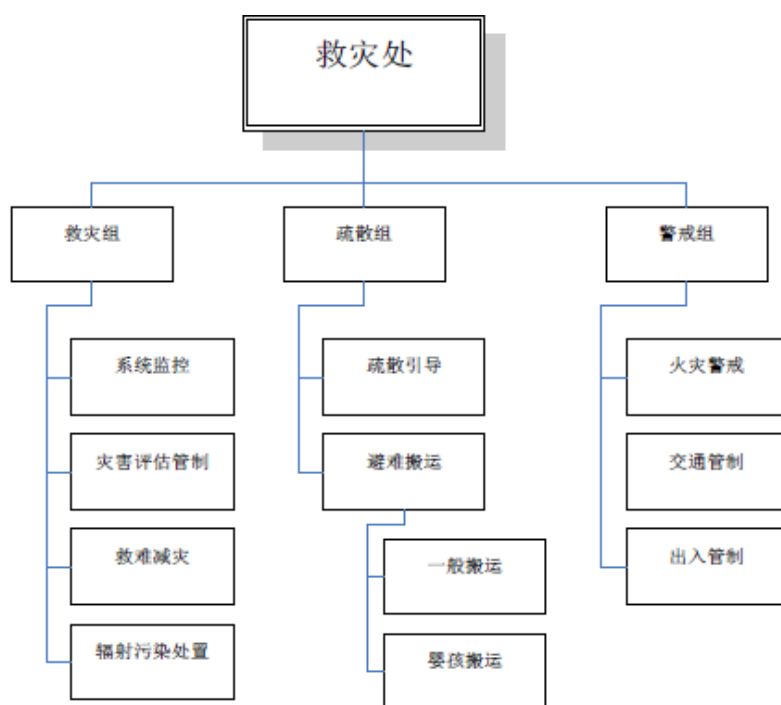 救灾处
救灾组
疏散组
警戒组
系统监控
疏散引导
火灾警戒
灾害评估管制
避难搬运
交通管制
救难减灾
一般搬运
出入管制
辐射污染处置
婴孩搬运